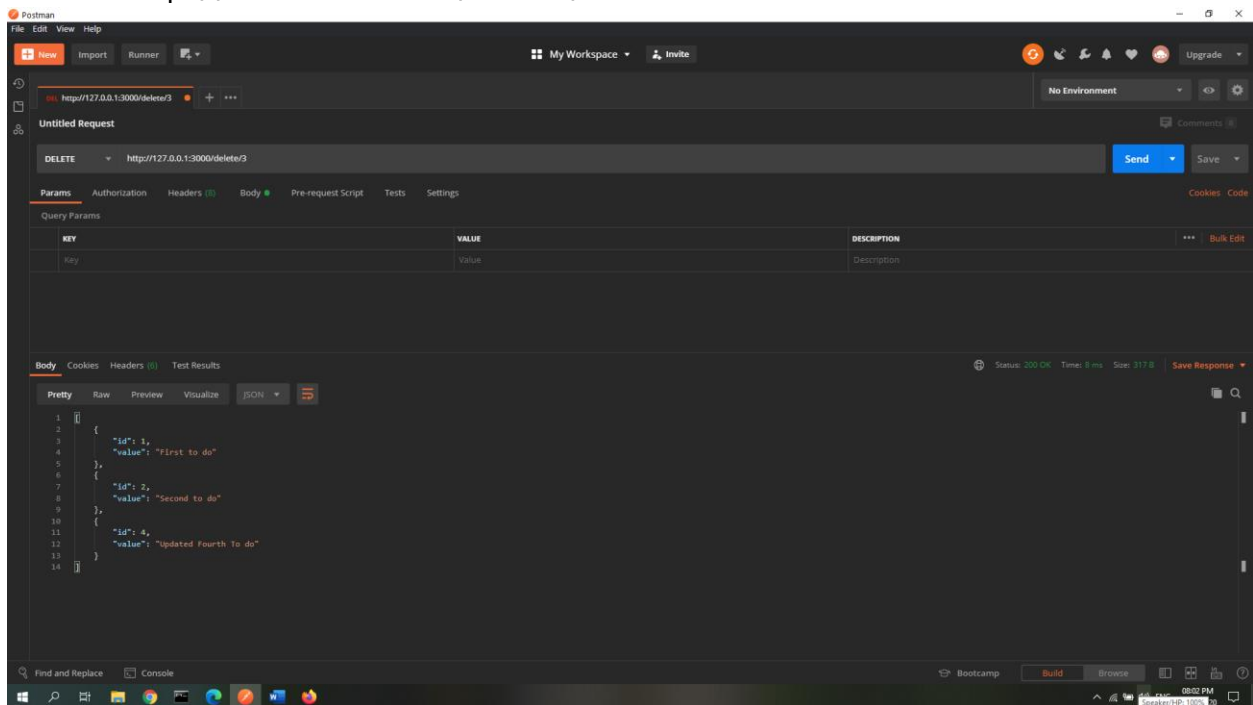 Postman
File Edit View Help
New Import Runner My Workspace Invite Upgrade
DEL http://127.0.0.1:3000/delete/3 No Environment
Untitled Request Comments 0
DELETE http://127.0.0.1:3000/delete/3 Send Save
Params Authorization Headers (8) Body Pre-request Script Tests Settings Cookies Code
Query Params
KEY VALUE DESCRIPTION Bulk Edit
Key Value Description
Body Cookies Headers (6) Test Results Status: 200 OK Time: 8 ms Size: 317 B Save Response
Pretty Raw Preview Visualize JSON
1 [
2 {
3 "id": 1,
4 "value": "First to do"
5 },
6 {
7 "id": 2,
8 "value": "Second to do"
9 },
10 {
11 "id": 4,
12 "value": "Updated Fourth To do"
13 }
14 ]
Find and Replace Console Bootcamp Build Browse
08:02 PM
Speaker/HP: 100%